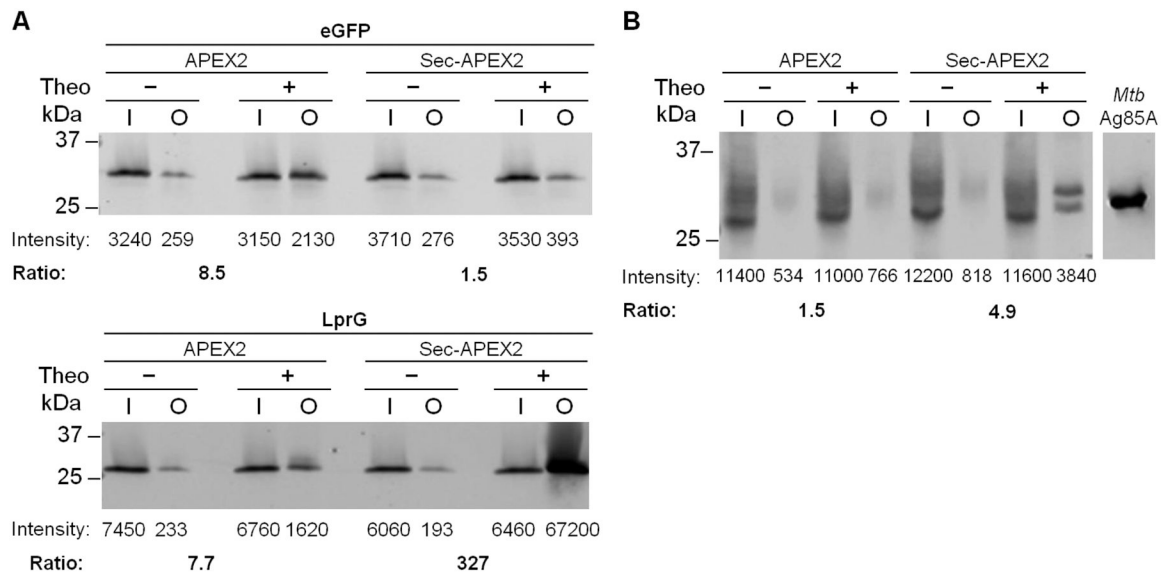 A
eGFP
APEX2 Sec-APEX2
Theo − + − +
kDa I O I O I O I O
37
25
Intensity: 3240 259 3150 2130 3710 276 3530 393
Ratio: 8.5 1.5
LprG
APEX2 Sec-APEX2
Theo − + − +
kDa I O I O I O I O
37
25
Intensity: 7450 233 6760 1620 6060 193 6460 67200
Ratio: 7.7 327
B
APEX2 Sec-APEX2
Theo − + − + Mtb
kDa I O I O I O I O Ag85A
37
25
Intensity: 11400 534 11000 766 12200 818 11600 3840
Ratio: 1.5 4.9